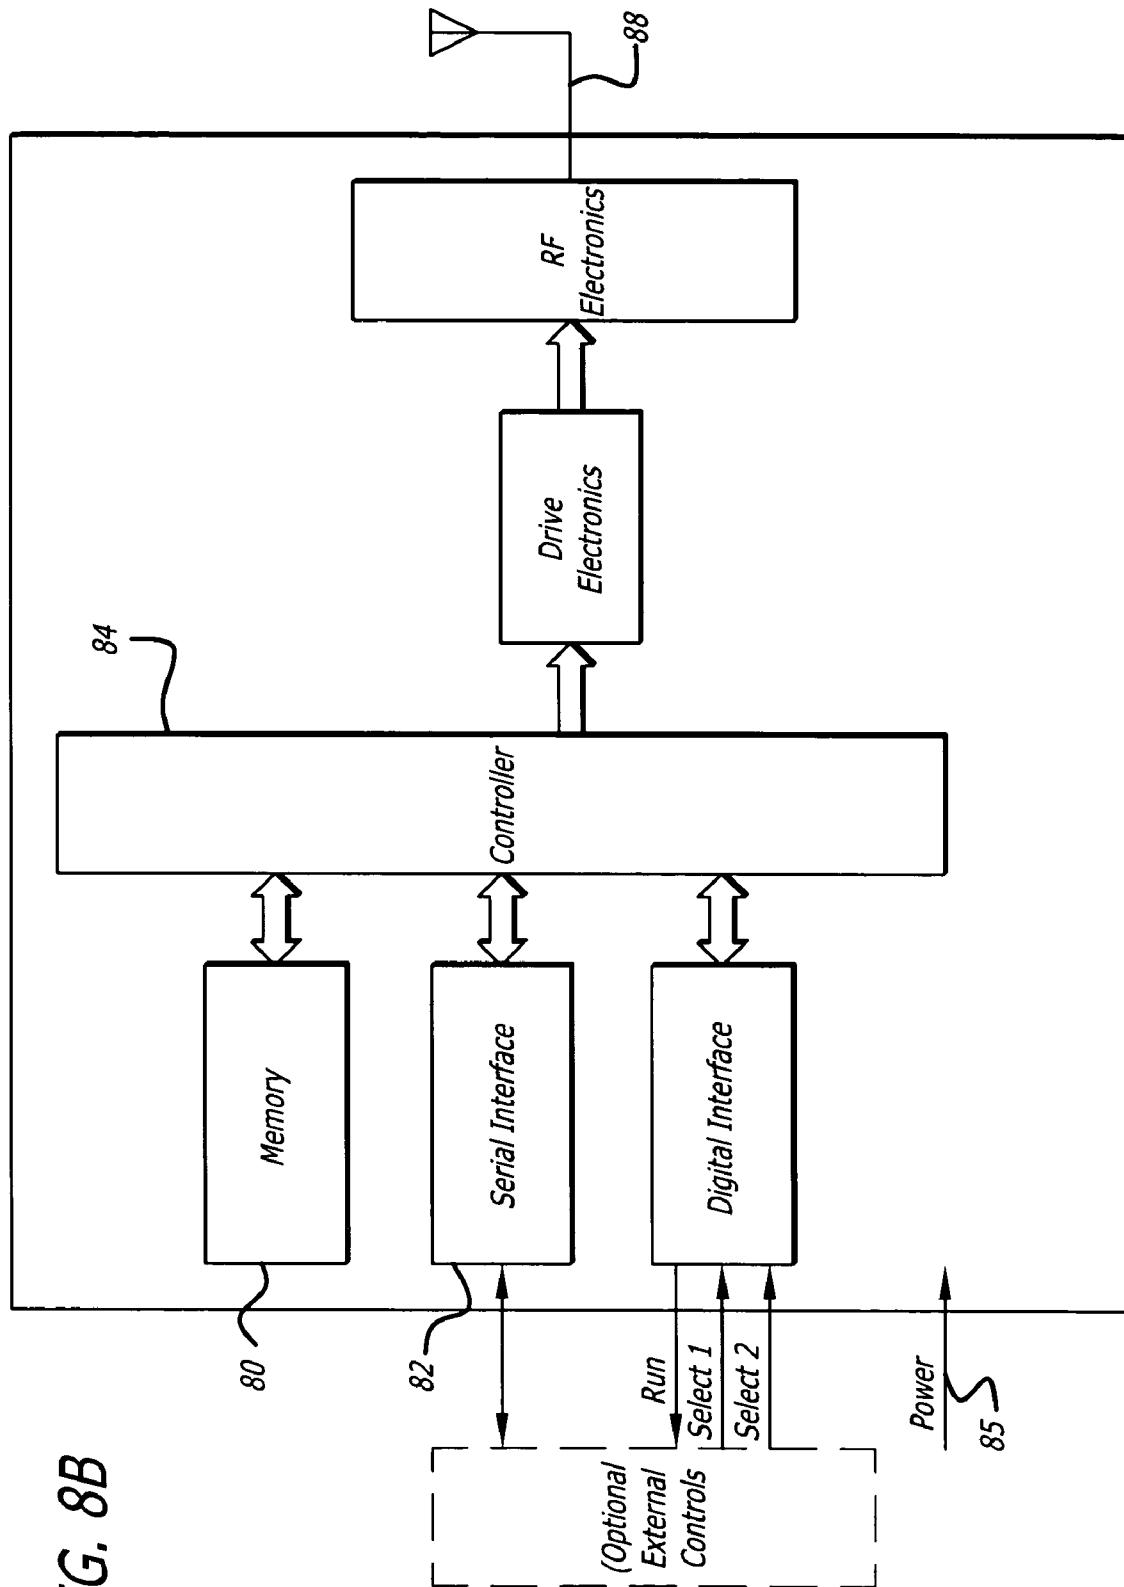 88
RF
Electronics
Drive
Electronics
84
Controller
Memory
Serial Interface
Digital Interface
80
82
Run
Select 1
Select 2
Power
85
(Optional
External
Controls
G. 8B